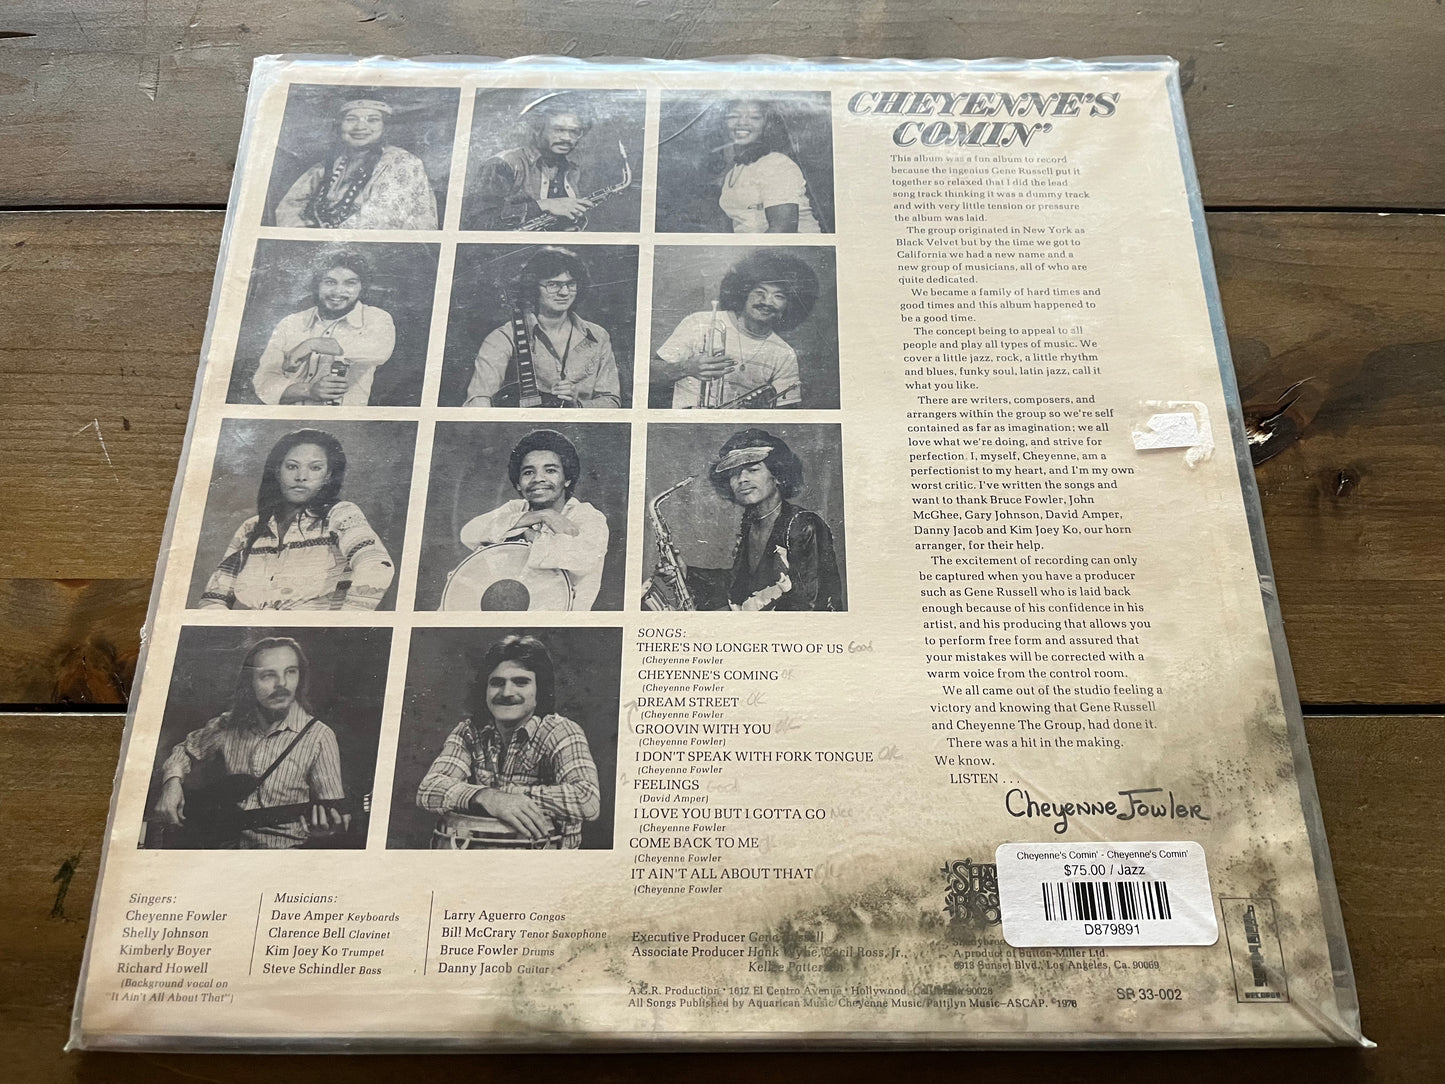 CHEYENNE'S
COMIN'
This album was a fun album to record
because the ingenius Gene Russell put it
together so relaxed that I did the lead
song track thinking it was a dummy track
and with very little tension or pressure
the album was laid.
The group originated in New York as
Black Velvet but by the time we got to
California we had a new name and a
new group of musicians, all of who are
quite dedicated.
We became a family of hard times and
good times and this album happened to
be a good time.
The concept being to appeal to all
people and play all types of music. We
cover a little jazz, rock, a little rhythm
and blues, funky soul, latin jazz, call it
what you like.
There are writers, composers, and
arrangers within the group so we're self
contained as far as imagination; we all
love what we're doing, and strive for
perfection. I, myself, Cheyenne, am a
perfectionist to my heart, and I'm my own
worst critic. I've written the songs and
want to thank Bruce Fowler, John
McGhee, Gary Johnson, David Amper,
Danny Jacob and Kim Joey Ko, our horn
arranger, for their help.
The excitement of recording can only
be captured when you have a producer
such as Gene Russell who is laid back
enough because of his confidence in his
artist, and his producing that allows you
to perform free form and assured that
your mistakes will be corrected with a
warm voice from the control room.
We all came out of the studio feeling a
victory and knowing that Gene Russell
and Cheyenne The Group, had done it.
There was a hit in the making.
We know.
LISTEN . . .
Cheyenne Fowler
SONGS:
THERE'S NO LONGER TWO OF US Good
(Cheyenne Fowler
CHEYENNE'S COMING OK
(Cheyenne Fowler
DREAM STREET OK
(Cheyenne Fowler
GROOVIN WITH YOU OK
(Cheyenne Fowler)
I DON'T SPEAK WITH FORK TONGUE OK
(Cheyenne Fowler
FEELINGS Good
(David Amper)
I LOVE YOU BUT I GOTTA GO
(Cheyenne Fowler
COME BACK TO ME
(Cheyenne Fowler
IT AIN'T ALL ABOUT THAT OK
(Cheyenne Fowler
Singers:
Cheyenne Fowler
Shelly Johnson
Kimberly Boyer
Richard Howell
(Background vocal on
"It Ain't All About That")
Musicians:
Dave Amper Keyboards
Clarence Bell Clavinet
Kim Joey Ko Trumpet
Steve Schindler Bass
Larry Aguerro Congos
Bill McCrary Tenor Saxophone
Bruce Fowler Drums
Danny Jacob Guitar
Executive Producer Gene Russell
Associate Producer Hank Wylie, Cecil Ross, Jr.,
Kellee Patterson
A.G.R. Production • 1617 El Centro Avenue • Hollywood, California 90028
All Songs Published by Aquarican Music/Cheyenne Music/Pattilyn Music—ASCAP. ©1976
Cheyenne's Comin' - Cheyenne's Comin'
$75.00 / Jazz
D879891
A product of Sutton-Miller Ltd.
8913 Sunset Blvd., Los Angeles, Ca. 90069
SB 33-002
RECORDS